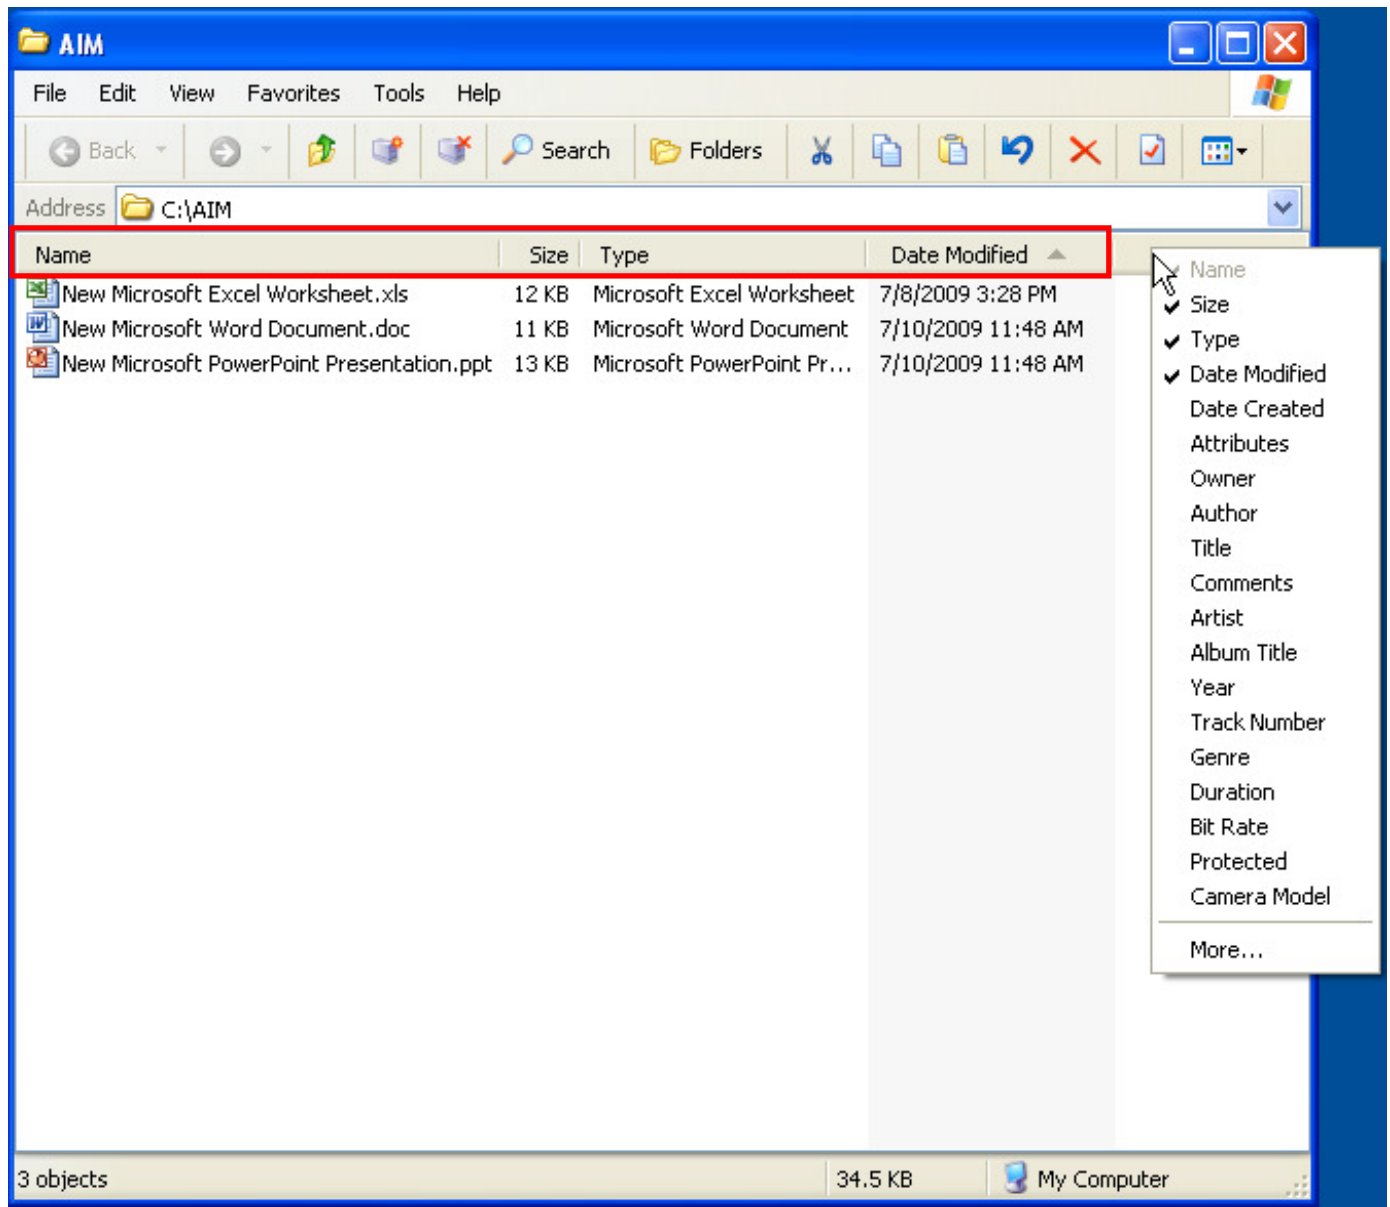 AIM
File Edit View Favorites Tools Help
Back Search Folders
Address C:\AIM
Name Size Type Date Modified
New Microsoft Excel Worksheet.xls 12 KB Microsoft Excel Worksheet 7/8/2009 3:28 PM
New Microsoft Word Document.doc 11 KB Microsoft Word Document 7/10/2009 11:48 AM
New Microsoft PowerPoint Presentation.ppt 13 KB Microsoft PowerPoint Pr... 7/10/2009 11:48 AM
Name
Size
Type
Date Modified
Date Created
Attributes
Owner
Author
Title
Comments
Artist
Album Title
Year
Track Number
Genre
Duration
Bit Rate
Protected
Camera Model
More...
3 objects 34.5 KB My Computer